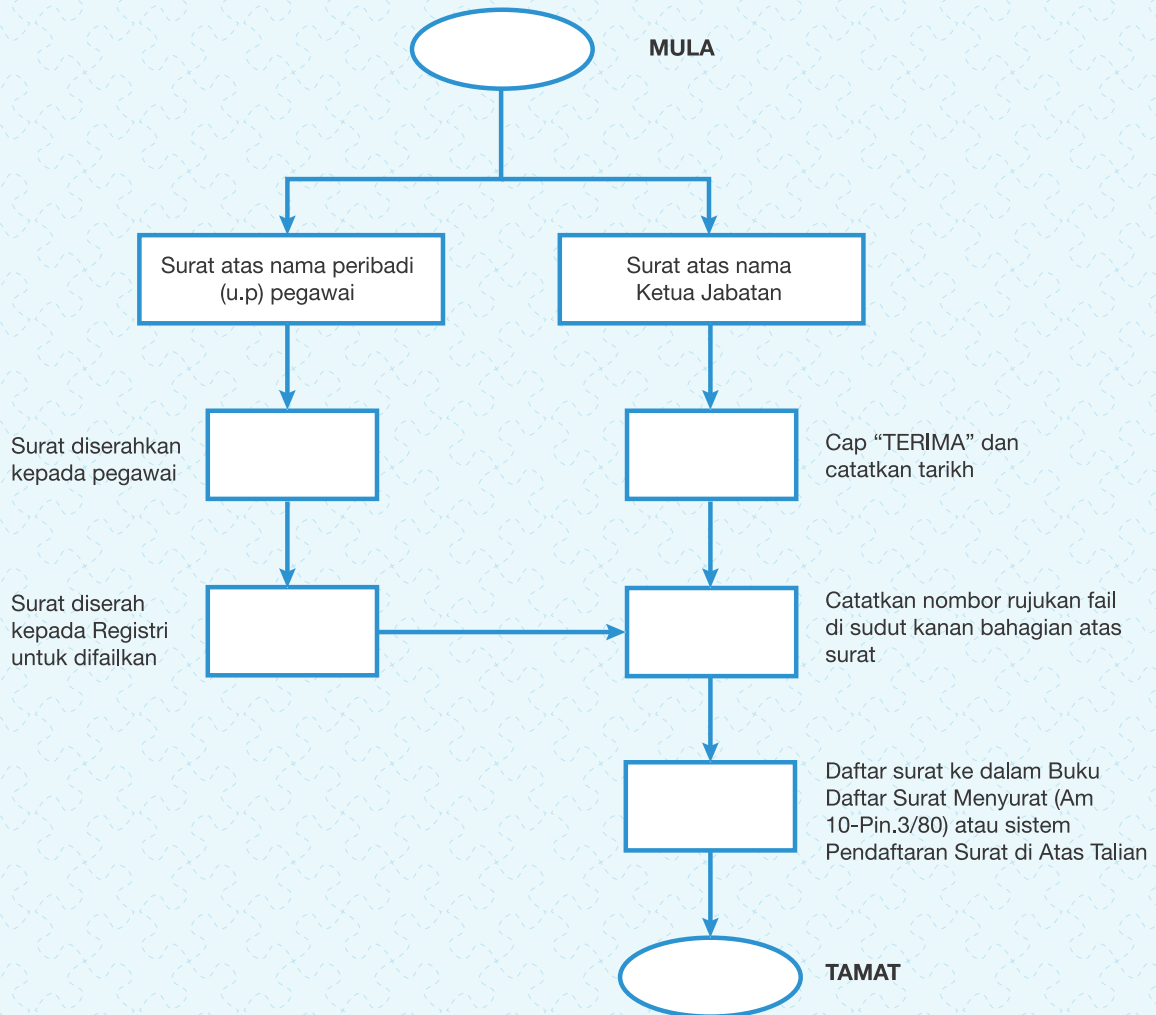 MULA
Surat atas nama peribadi
(u.p) pegawai
Surat atas nama
Ketua Jabatan
Surat diserahkan
kepada pegawai
Cap “TERIMA” dan
catatkan tarikh
Surat diserah
kepada Registri
untuk difailkan
Catatkan nombor rujukan fail
di sudut kanan bahagian atas
surat
Daftar surat ke dalam Buku
Daftar Surat Menyurat (Am
10-Pin.3/80) atau sistem
Pendaftaran Surat di Atas Talian
TAMAT